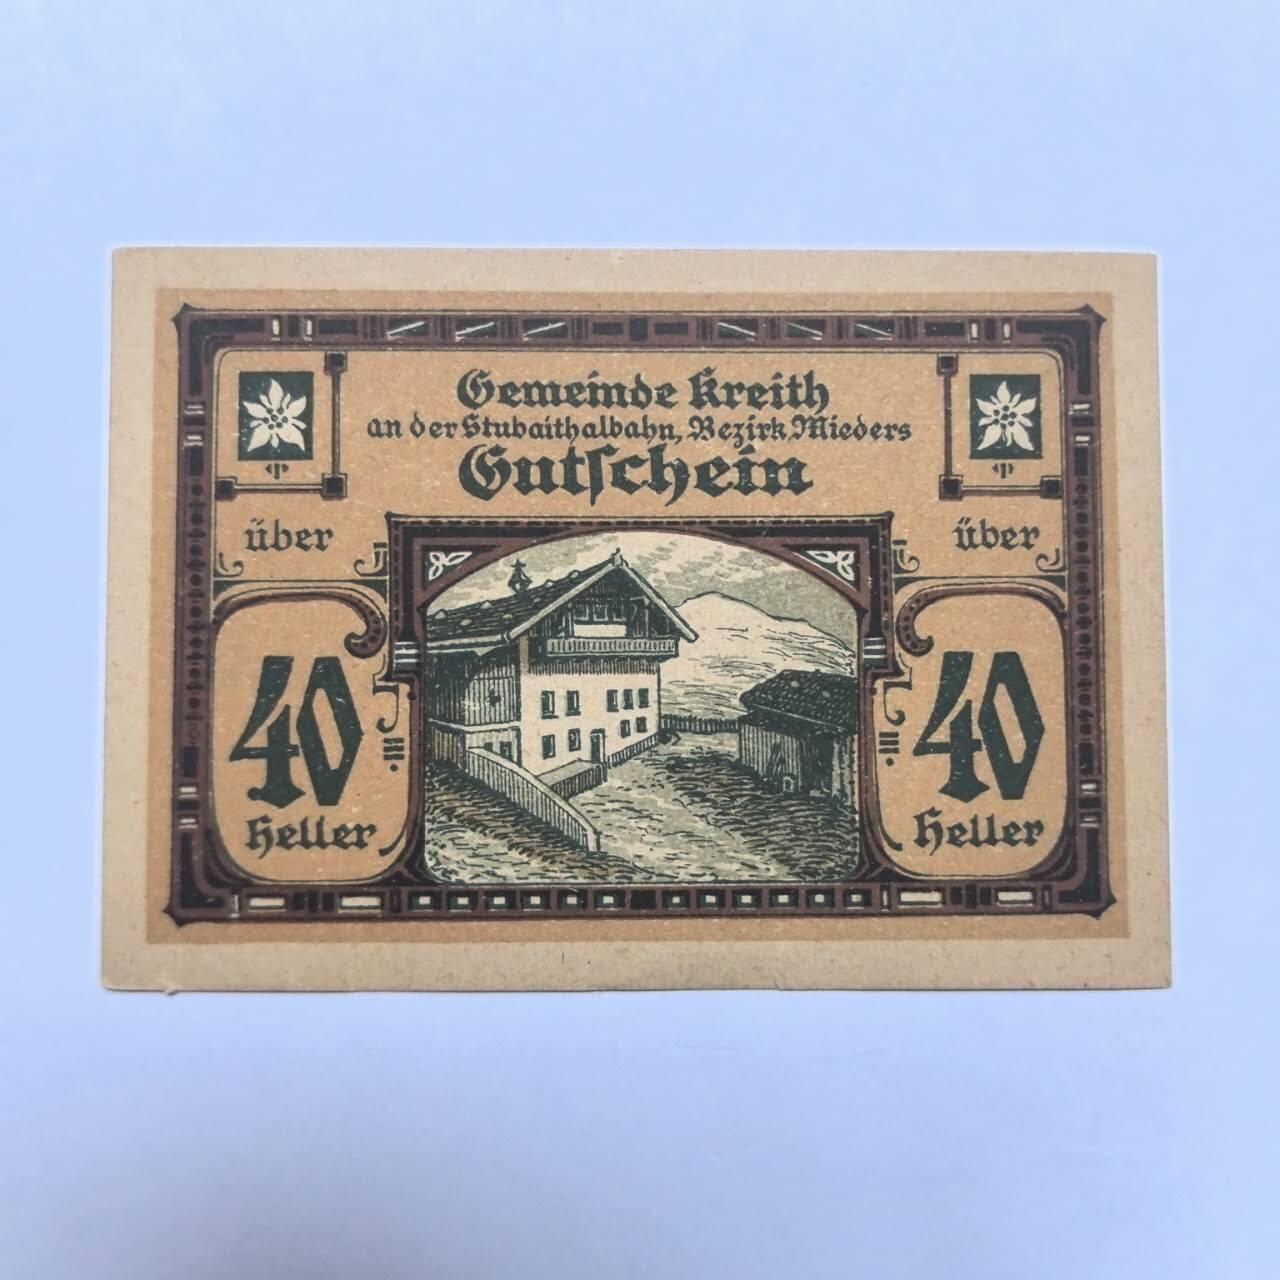 Gemeinde Kreith
an der Stubaithalbahn, Bezirk Mieders
Gutschein
über
über
40
Heller
40
Heller